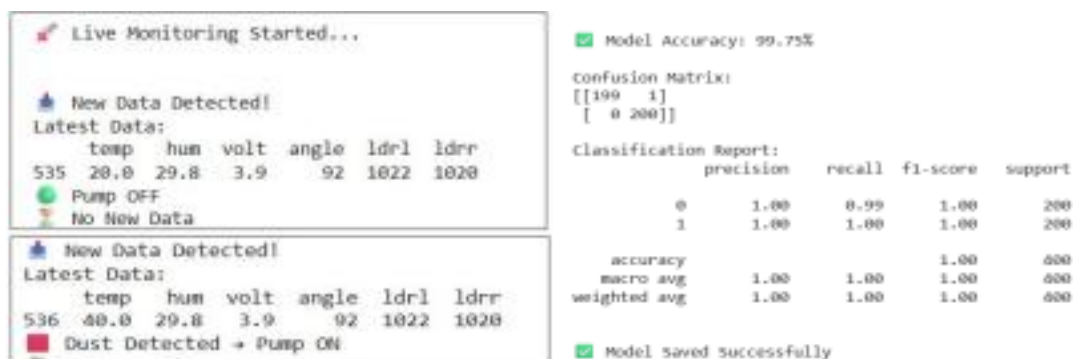 Live Monitoring Started...
New Data Detected!
Latest Data:
temp hum volt angle ldrl ldrr
535 20.0 29.8 3.9 92 1022 1020
Pump OFF
No New Data
New Data Detected!
Latest Data:
temp hum volt angle ldrl ldrr
536 40.0 29.8 3.9 92 1022 1020
Dust Detected → Pump ON
Model Accuracy: 99.75%
Confusion Matrix:
[[199 1]
[ 0 200]]
Classification Report:
precision recall f1-score support
0 1.00 0.99 1.00 200
1 1.00 1.00 1.00 200
accuracy 1.00 400
macro avg 1.00 1.00 1.00 400
weighted avg 1.00 1.00 1.00 400
Model Saved Successfully